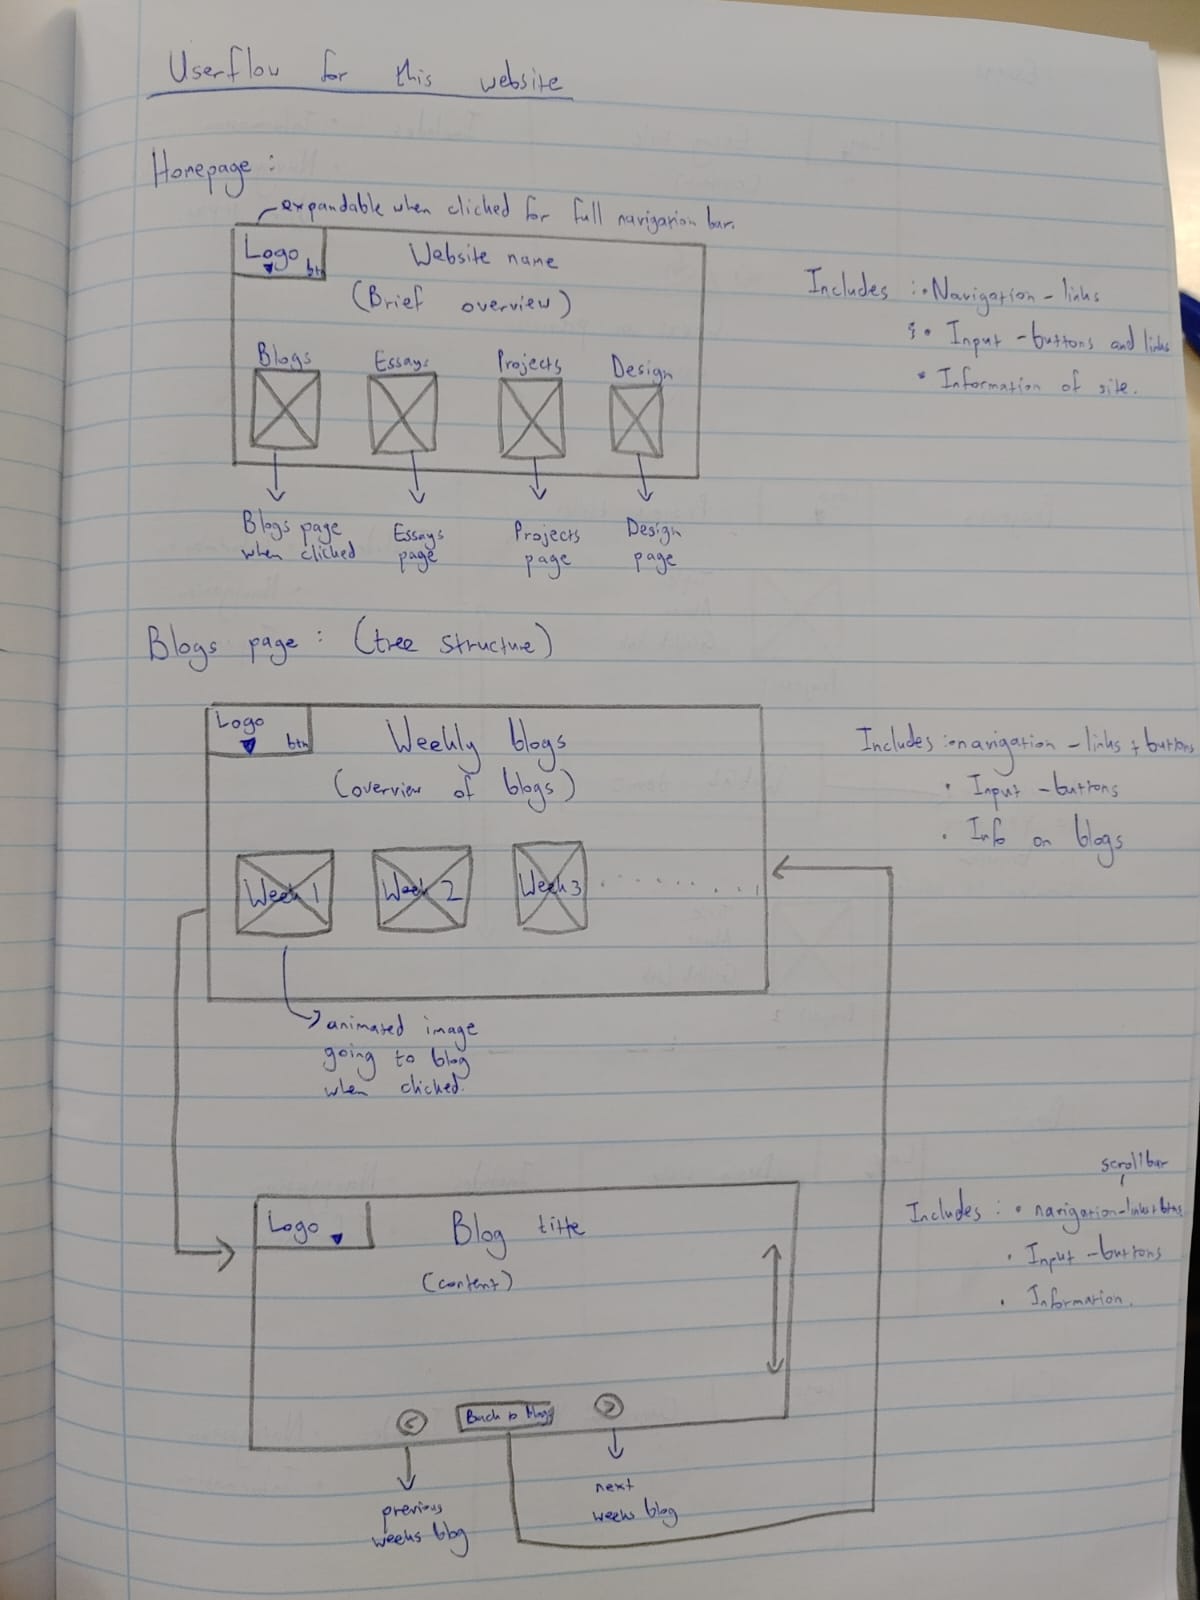 Userflow for this website
Homepage :
expandable when clicked for full navigation bar.
Logo
btn
Website name
(Brief overview)
Blogs
Essays
Projects
Design
Blogs page
when clicked
Essays
page
Projects
page
Design
page
Includes : • Navigation - links
• Input - buttons and links
• Information of site.
Blogs page : (tree structure)
Logo
btn
Weekly blogs
(overview of blogs)
Week 1
Week 2
Week 3 . . . . . . . .
animated image
going to blog
when clicked.
Includes : • navigation - links + buttons
• Input - buttons
• Info on blogs
Logo
Blog title
(content)
<
Back to blogs
>
previous
weeks blog
next
weeks blog
scrollbar
Includes : • navigation - links + btns
• Input - buttons
• Information.